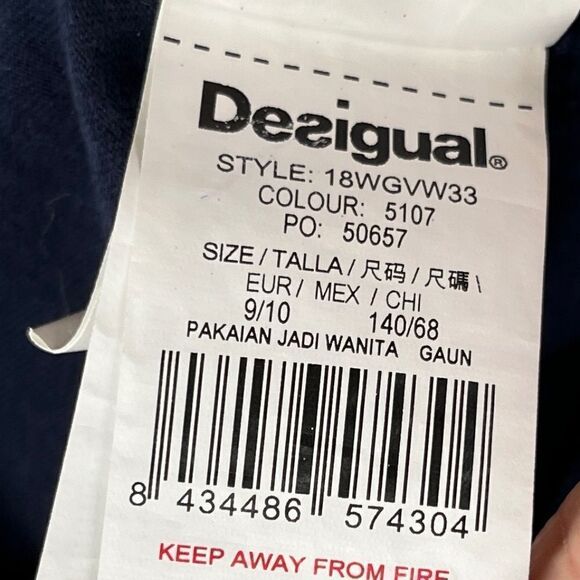 Desigual®
STYLE: 18WGVW33
COLOUR: 5107
PO: 50657
SIZE / TALLA / 尺码 / 尺碼 \
EUR / MEX / CHI
9/10 140/68
PAKAIAN JADI WANITA GAUN
8 434486 574304
KEEP AWAY FROM FIRE